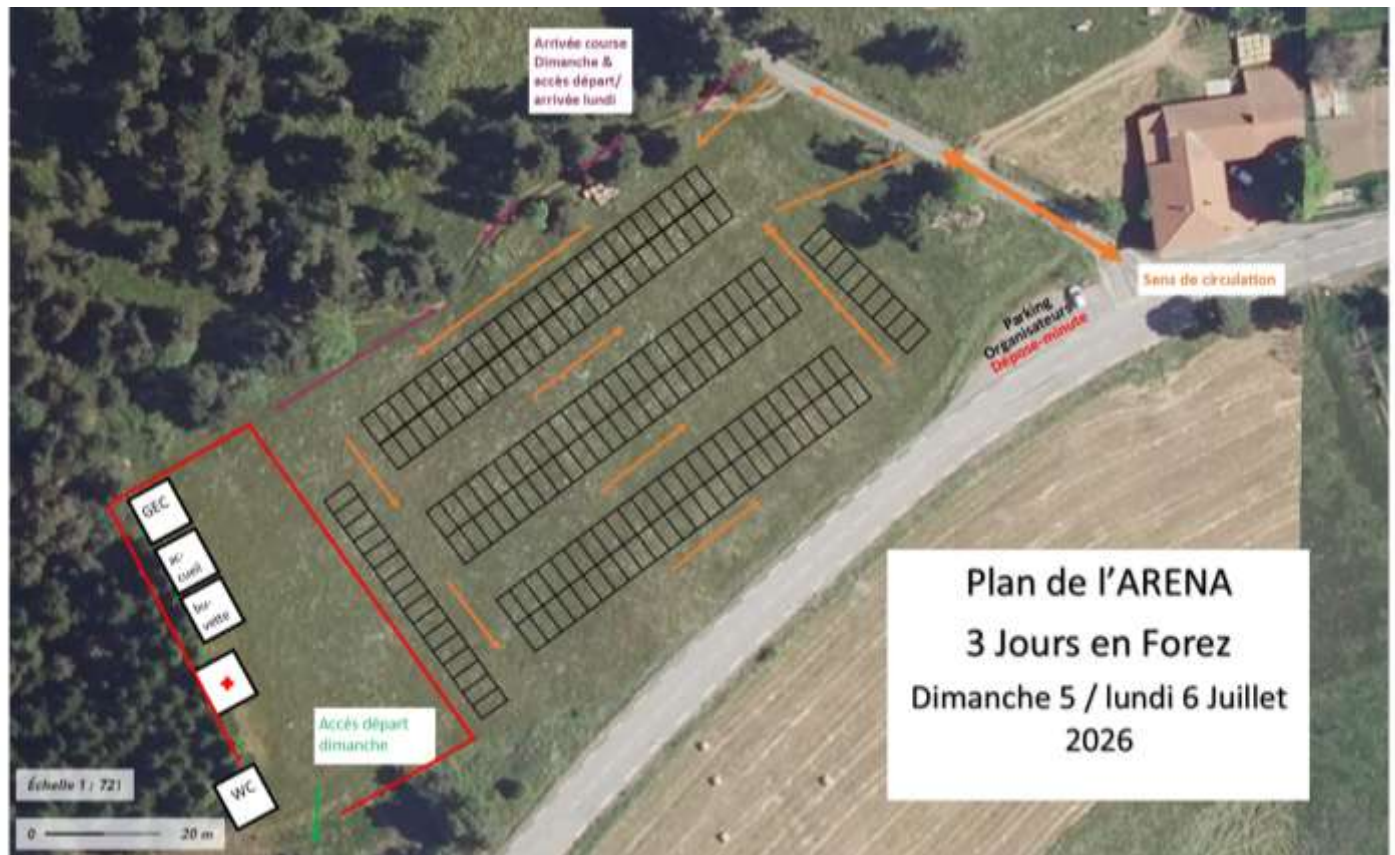 Arrivée course
Dimanche &
accès départ/
arrivée lundi
Sens de circulation
Parking
Organisateurs
Dépose-minute
GEC
ac-
cueil
bu-
vette
Accès départ
dimanche
WC
Échelle 1 : 721
0 20 m
Plan de l'ARENA
3 Jours en Forez
Dimanche 5 / lundi 6 Juillet
2026